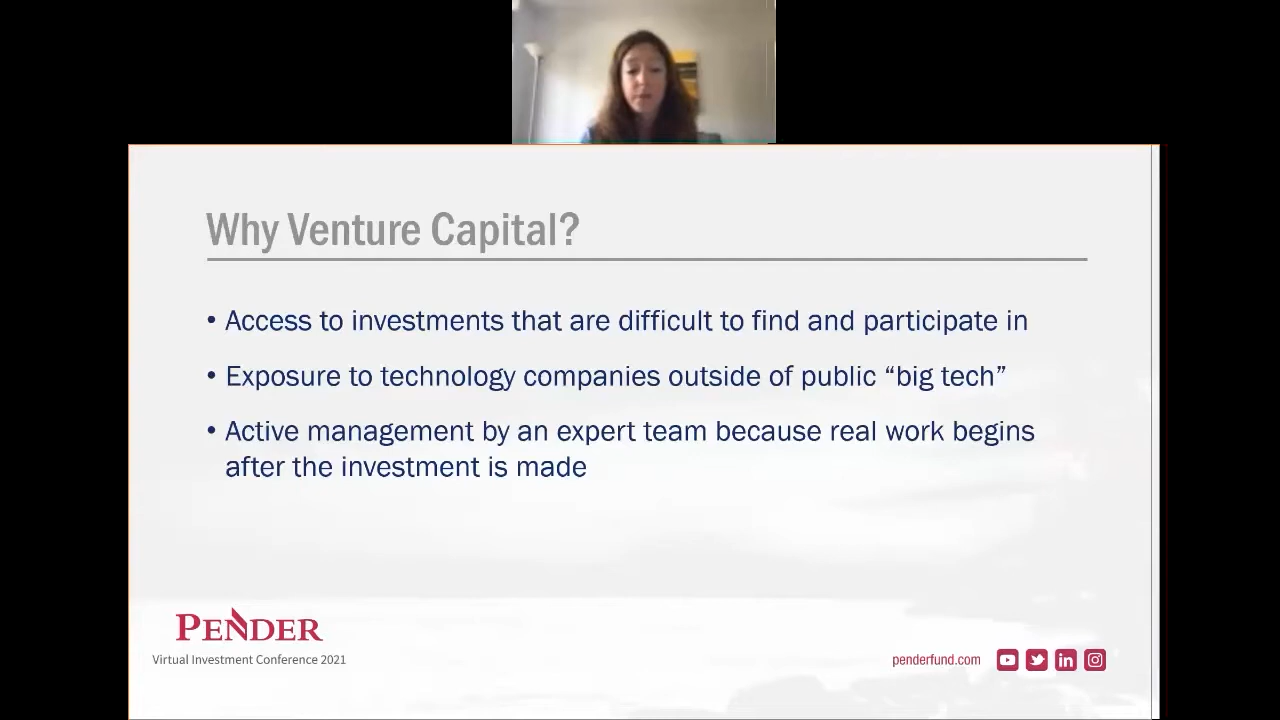 Why Venture Capital?
• Access to investments that are difficult to find and participate in
• Exposure to technology companies outside of public “big tech”
• Active management by an expert team because real work begins
after the investment is made
PENDER
Virtual Investment Conference 2021
penderfund.com